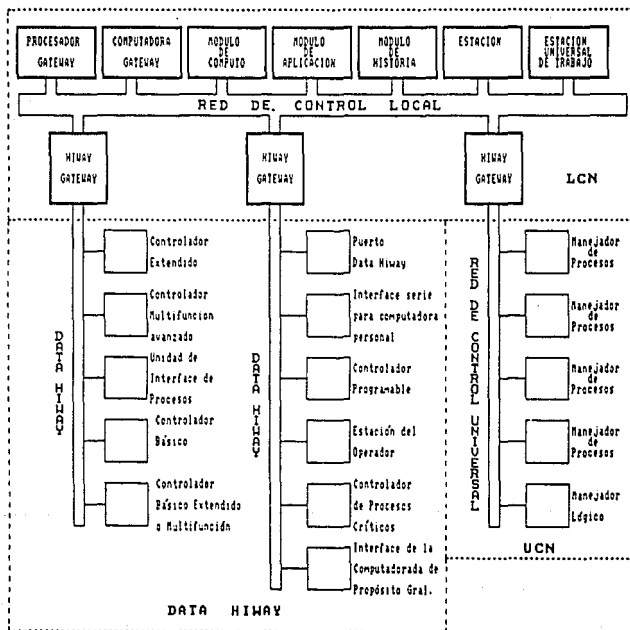 PROCESADOR
GATEWAY
COMPUTADORA
GATEWAY
MODULO
DE
COMPUTO
MODULO
DE
APLICACION
MODULO
DE
HISTORIA
ESTACION
ESTACION
UNIVERSAL
DE TRABAJO
RED DE. CONTROL LOCAL
HIWAY
GATEWAY
HIWAY
GATEWAY
HIWAY
GATEWAY
LCN
DATA HIWAY
Controlador
Extendido
Controlador
Multifuncion
avanzado
Unidad de
Interface de
Procesos
Controlador
Básico
Controlador
Básico Extendido
o Multifunción
DATA HIWAY
Puerto
Data Hiway
Interface serie
para computadora
personal
Controlador
Programable
Estación del
Operador
Controlador
de Procesos
Críticos
Interface de la
Computadorada de
Propósito Gral.
RED DE CONTROL UNIVERSAL
Manejador
de
Procesos
Manejador
de
Procesos
Manejador
de
Procesos
Manejador
de
Procesos
Manejador
Lógico
UCN
DATA HIWAY